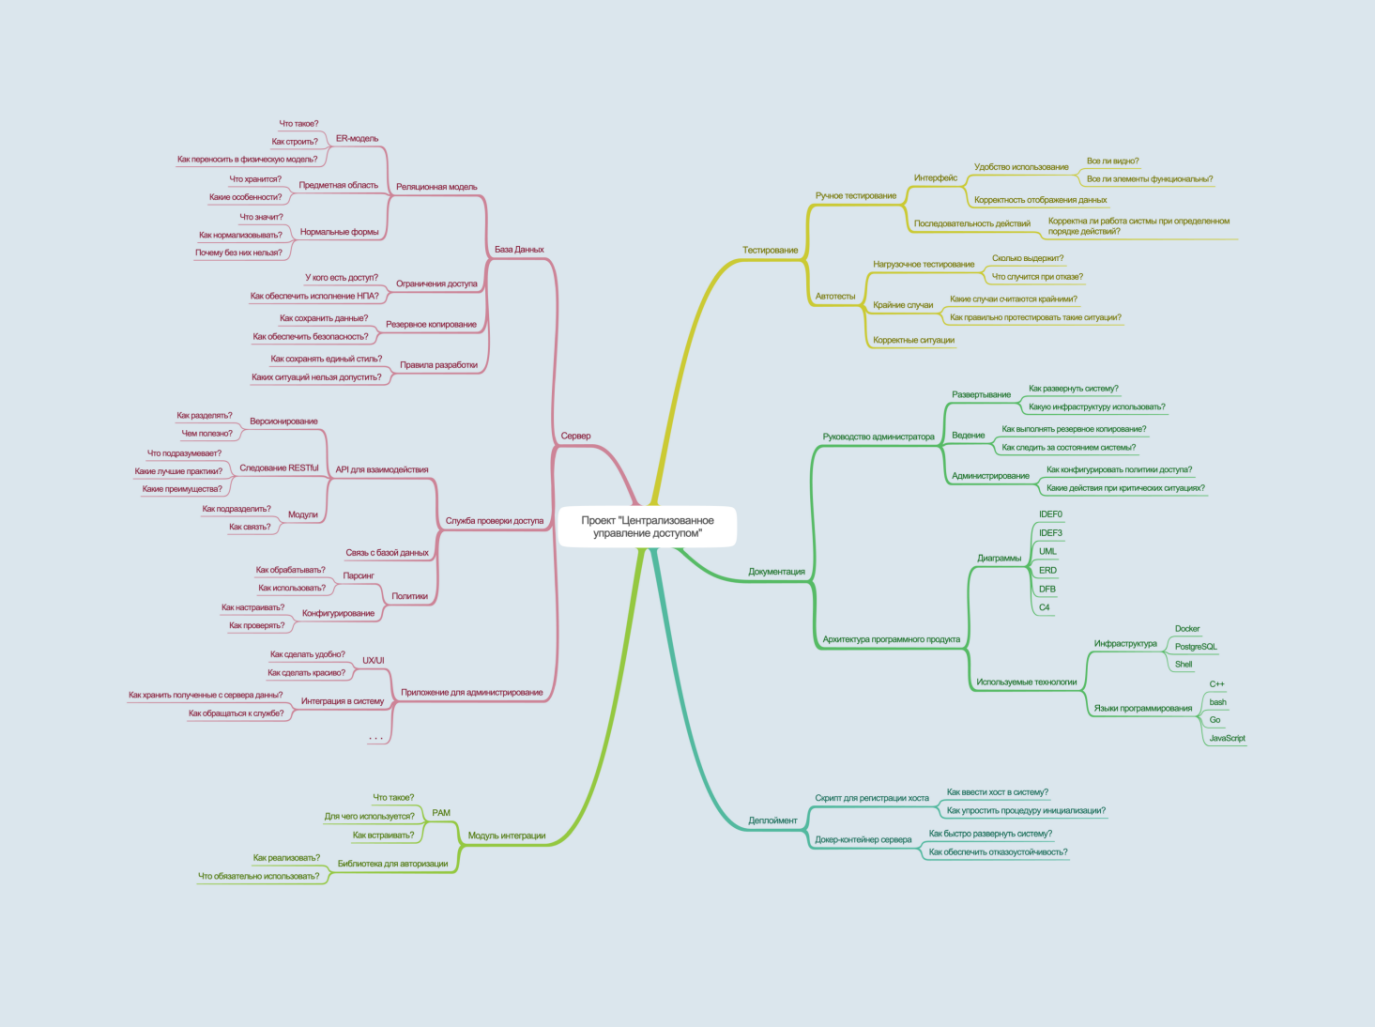 Проект "Централизованное
управление доступом"
Сервер
База Данных
Реляционная модель
ER-модель
Что такое?
Как строить?
Как переносить в физическую модель?
Предметная область
Что хранится?
Какие особенности?
Нормальные формы
Что значит?
Как нормализовывать?
Почему без них нельзя?
Ограничения доступа
У кого есть доступ?
Как обеспечить исполнение НПА?
Резервное копирование
Как сохранить данные?
Как обеспечить безопасность?
Правила разработки
Как сохранять единый стиль?
Каких ситуаций нельзя допустить?
Служба проверки доступа
API для взаимодействия
Версионирование
Как разделять?
Чем полезно?
Следование RESTful
Что подразумевает?
Какие лучшие практики?
Какие преимущества?
Модули
Как подразделить?
Как связть?
Связь с базой данных
Политики
Парсинг
Как обрабатывать?
Как использовать?
Конфигурирование
Как настраивать?
Как проверять?
Приложение для администрирование
UX/UI
Как сделать удобно?
Как сделать красиво?
Интеграция в систему
Как хранить полученные с сервера данны?
Как обращаться к службе?
. . .
Модуль интеграции
PAM
Что такое?
Для чего используется?
Как встраивать?
Библиотека для авторизации
Как реализовать?
Что обязательно использовать?
Тестирование
Ручное тестирование
Интерфейс
Удобство использование
Все ли видно?
Все ли элементы функциональны?
Корректность отображения данных
Последовательность действий
Корректна ли работа систмы при определенном
порядке действий?
Автотесты
Нагрузочное тестирование
Сколько выдержит?
Что случится при отказе?
Крайние случаи
Какие случаи считаются крайними?
Как правильно протестировать такие ситуации?
Корректные ситуации
Документация
Руководство администратора
Развертывание
Как развернуть систему?
Какую инфраструктуру использовать?
Ведение
Как выполнять резервное копирование?
Как следить за состоянием системы?
Администрирование
Как конфигурировать политики доступа?
Какие действия при критических ситуациях?
Архитектура программного продукта
Диаграммы
IDEF0
IDEF3
UML
ERD
DFB
C4
Используемые технологии
Инфраструктура
Docker
PostgreSQL
Shell
Языки программирования
C++
bash
Go
JavaScript
Деплоймент
Скрипт для регистрации хоста
Как ввести хост в систему?
Как упростить процедуру инициализации?
Докер-контейнер сервера
Как быстро развернуть систему?
Как обеспечить отказоустойчивость?